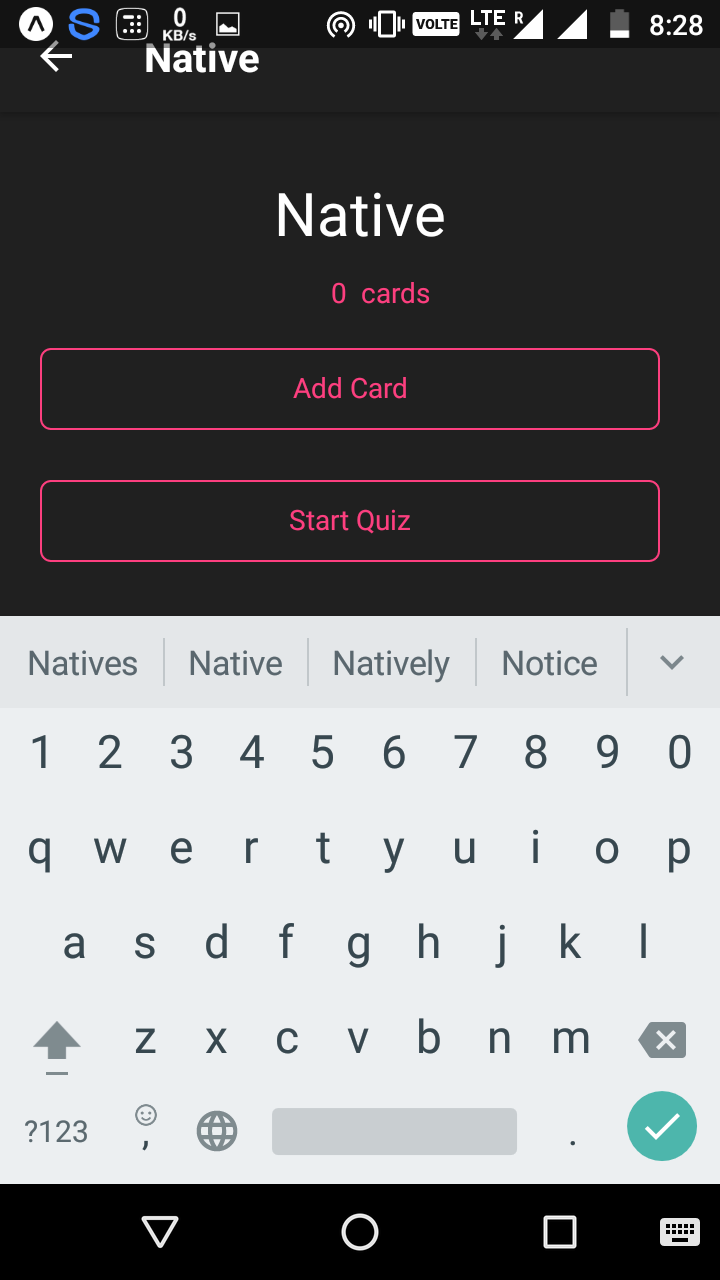 0 KB/s VOLTE LTE R 8:28
Native
Native
0 cards
Add Card
Start Quiz
Natives Native Natively Notice
1 2 3 4 5 6 7 8 9 0
q w e r t y u i o p
a s d f g h j k l
z x c v b n m
?123 , .